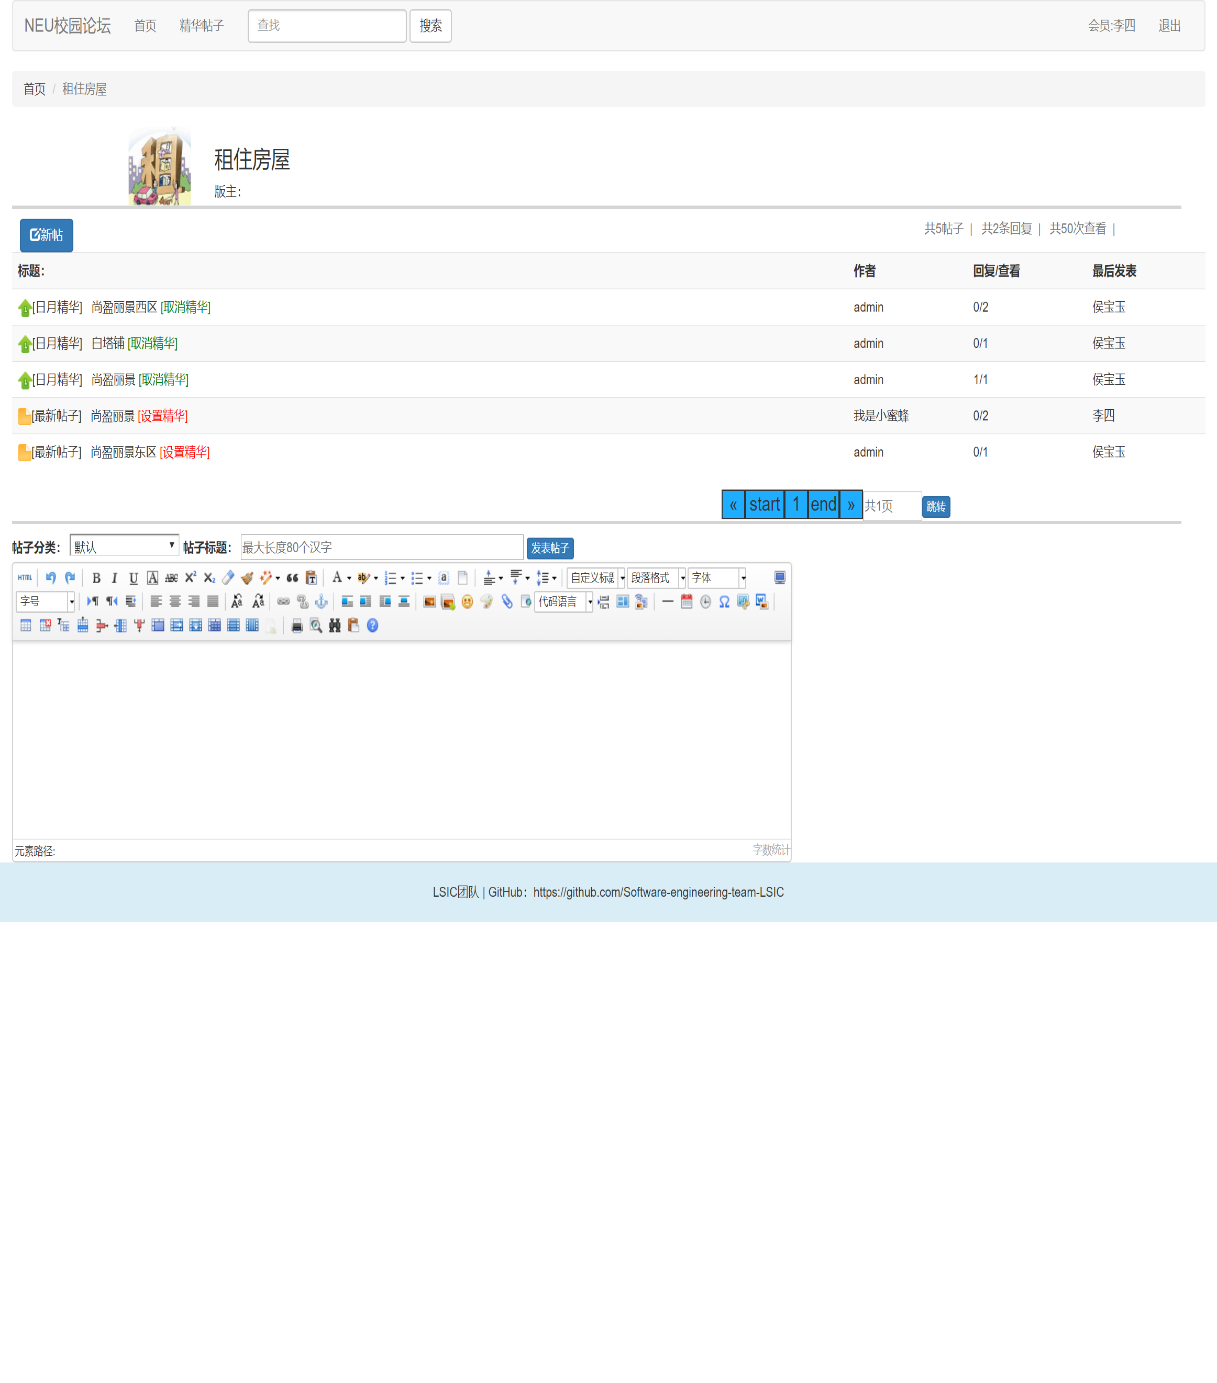 NEU校园论坛 首页 精华帖子 查找 搜索 会员:李四 退出
首页 / 租住房屋
租
租住房屋
版主:
新帖 共5帖子 | 共2条回复 | 共50次查看 |
标题: 作者 回复/查看 最后发表
[日月精华] 尚盈丽景西区 [取消精华] admin 0/2 侯宝玉
[日月精华] 白塔铺 [取消精华] admin 0/1 侯宝玉
[日月精华] 尚盈丽景 [取消精华] admin 1/1 侯宝玉
[最新帖子] 尚盈丽景 [设置精华] 我是小蜜蜂 0/2 李四
[最新帖子] 尚盈丽景东区 [设置精华] admin 0/1 侯宝玉
« start 1 end » 共1页 跳转
帖子分类: 默认 帖子标题: 最大长度80个汉字 发表帖子
HTML B I U A ABC X² X₂ T A ab a 自定义标题 段落格式 字体
字号 Aa Aa 代码语言 Ω
元素路径: 字数统计
LSIC团队 | GitHub：https://github.com/Software-engineering-team-LSIC